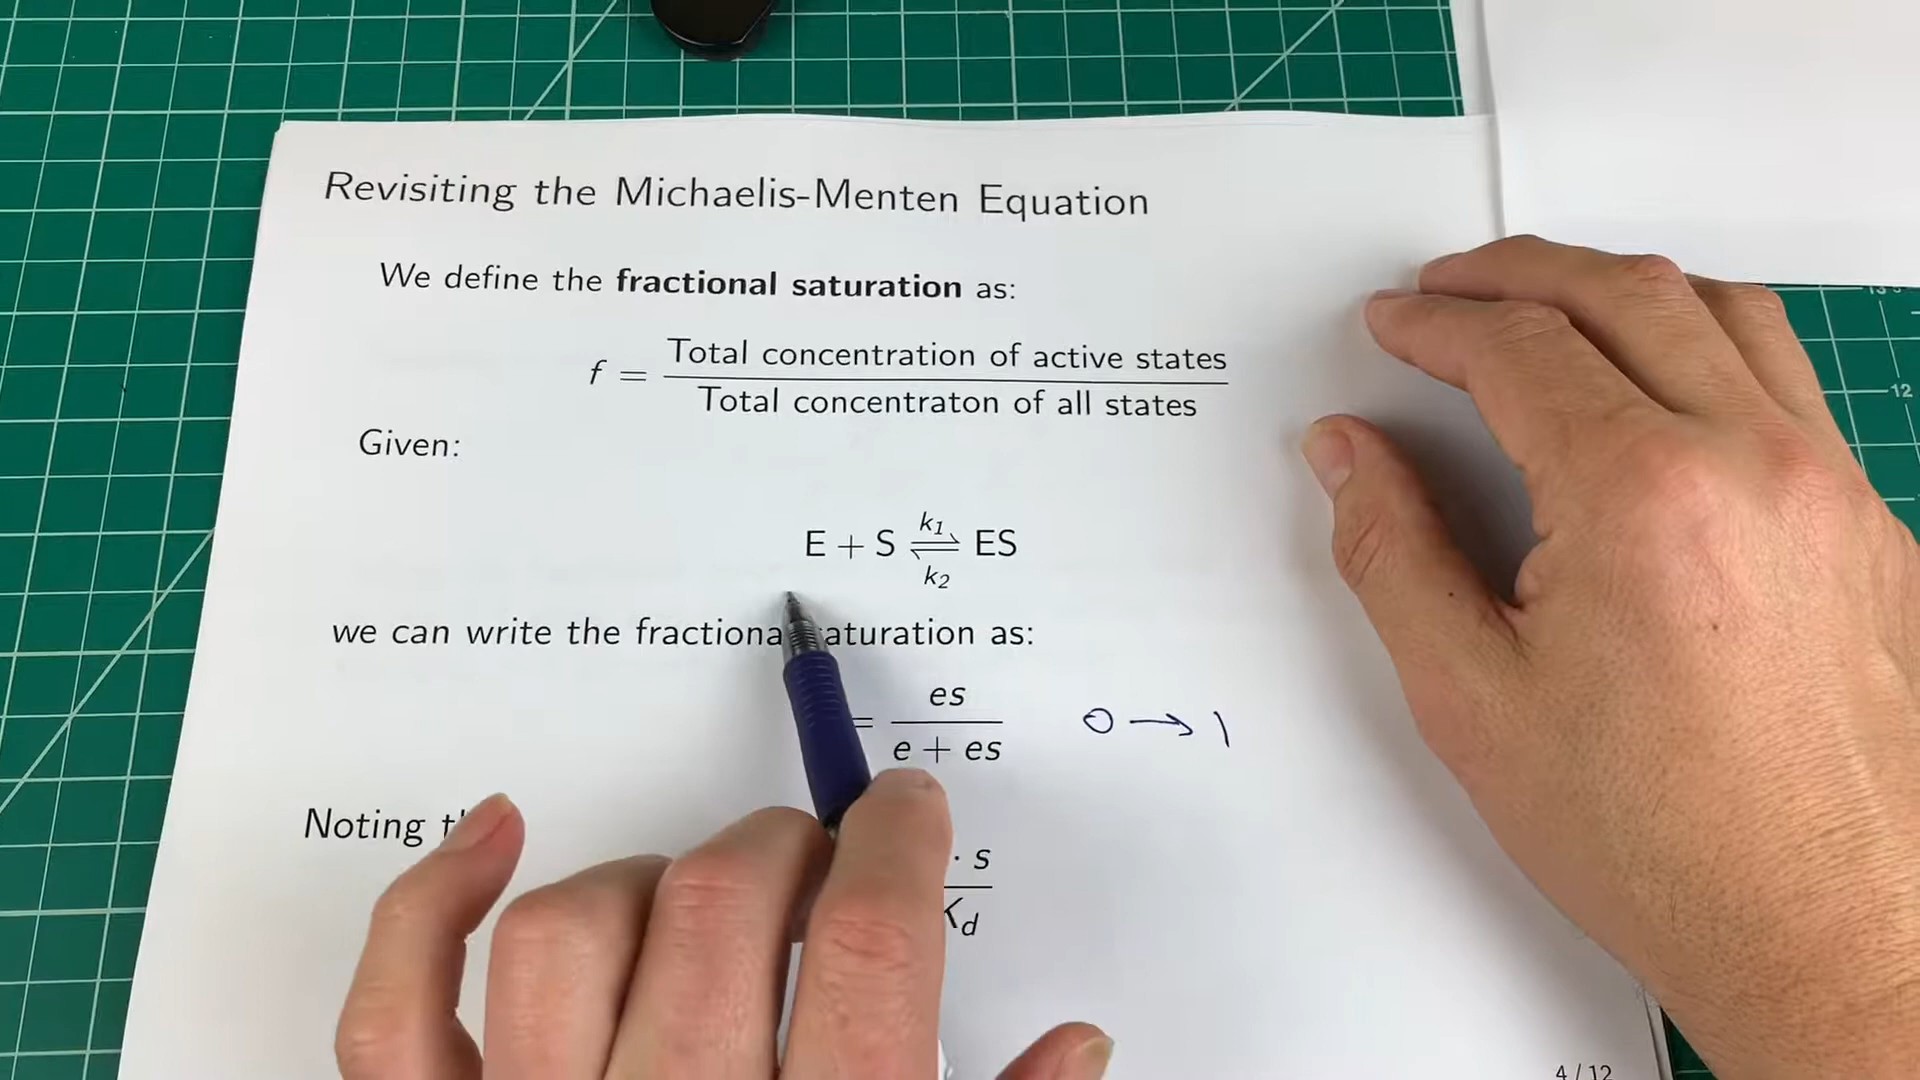 Revisiting the Michaelis-Menten Equation
We define the fractional saturation as:
f = Total concentration of active states / Total concentraton of all states
Given:
E + S ⇌ ES
k1
k2
we can write the fractiona aturation as:
= es / e + es 0 → 1
Noting
· s
Kd
4 / 12
12